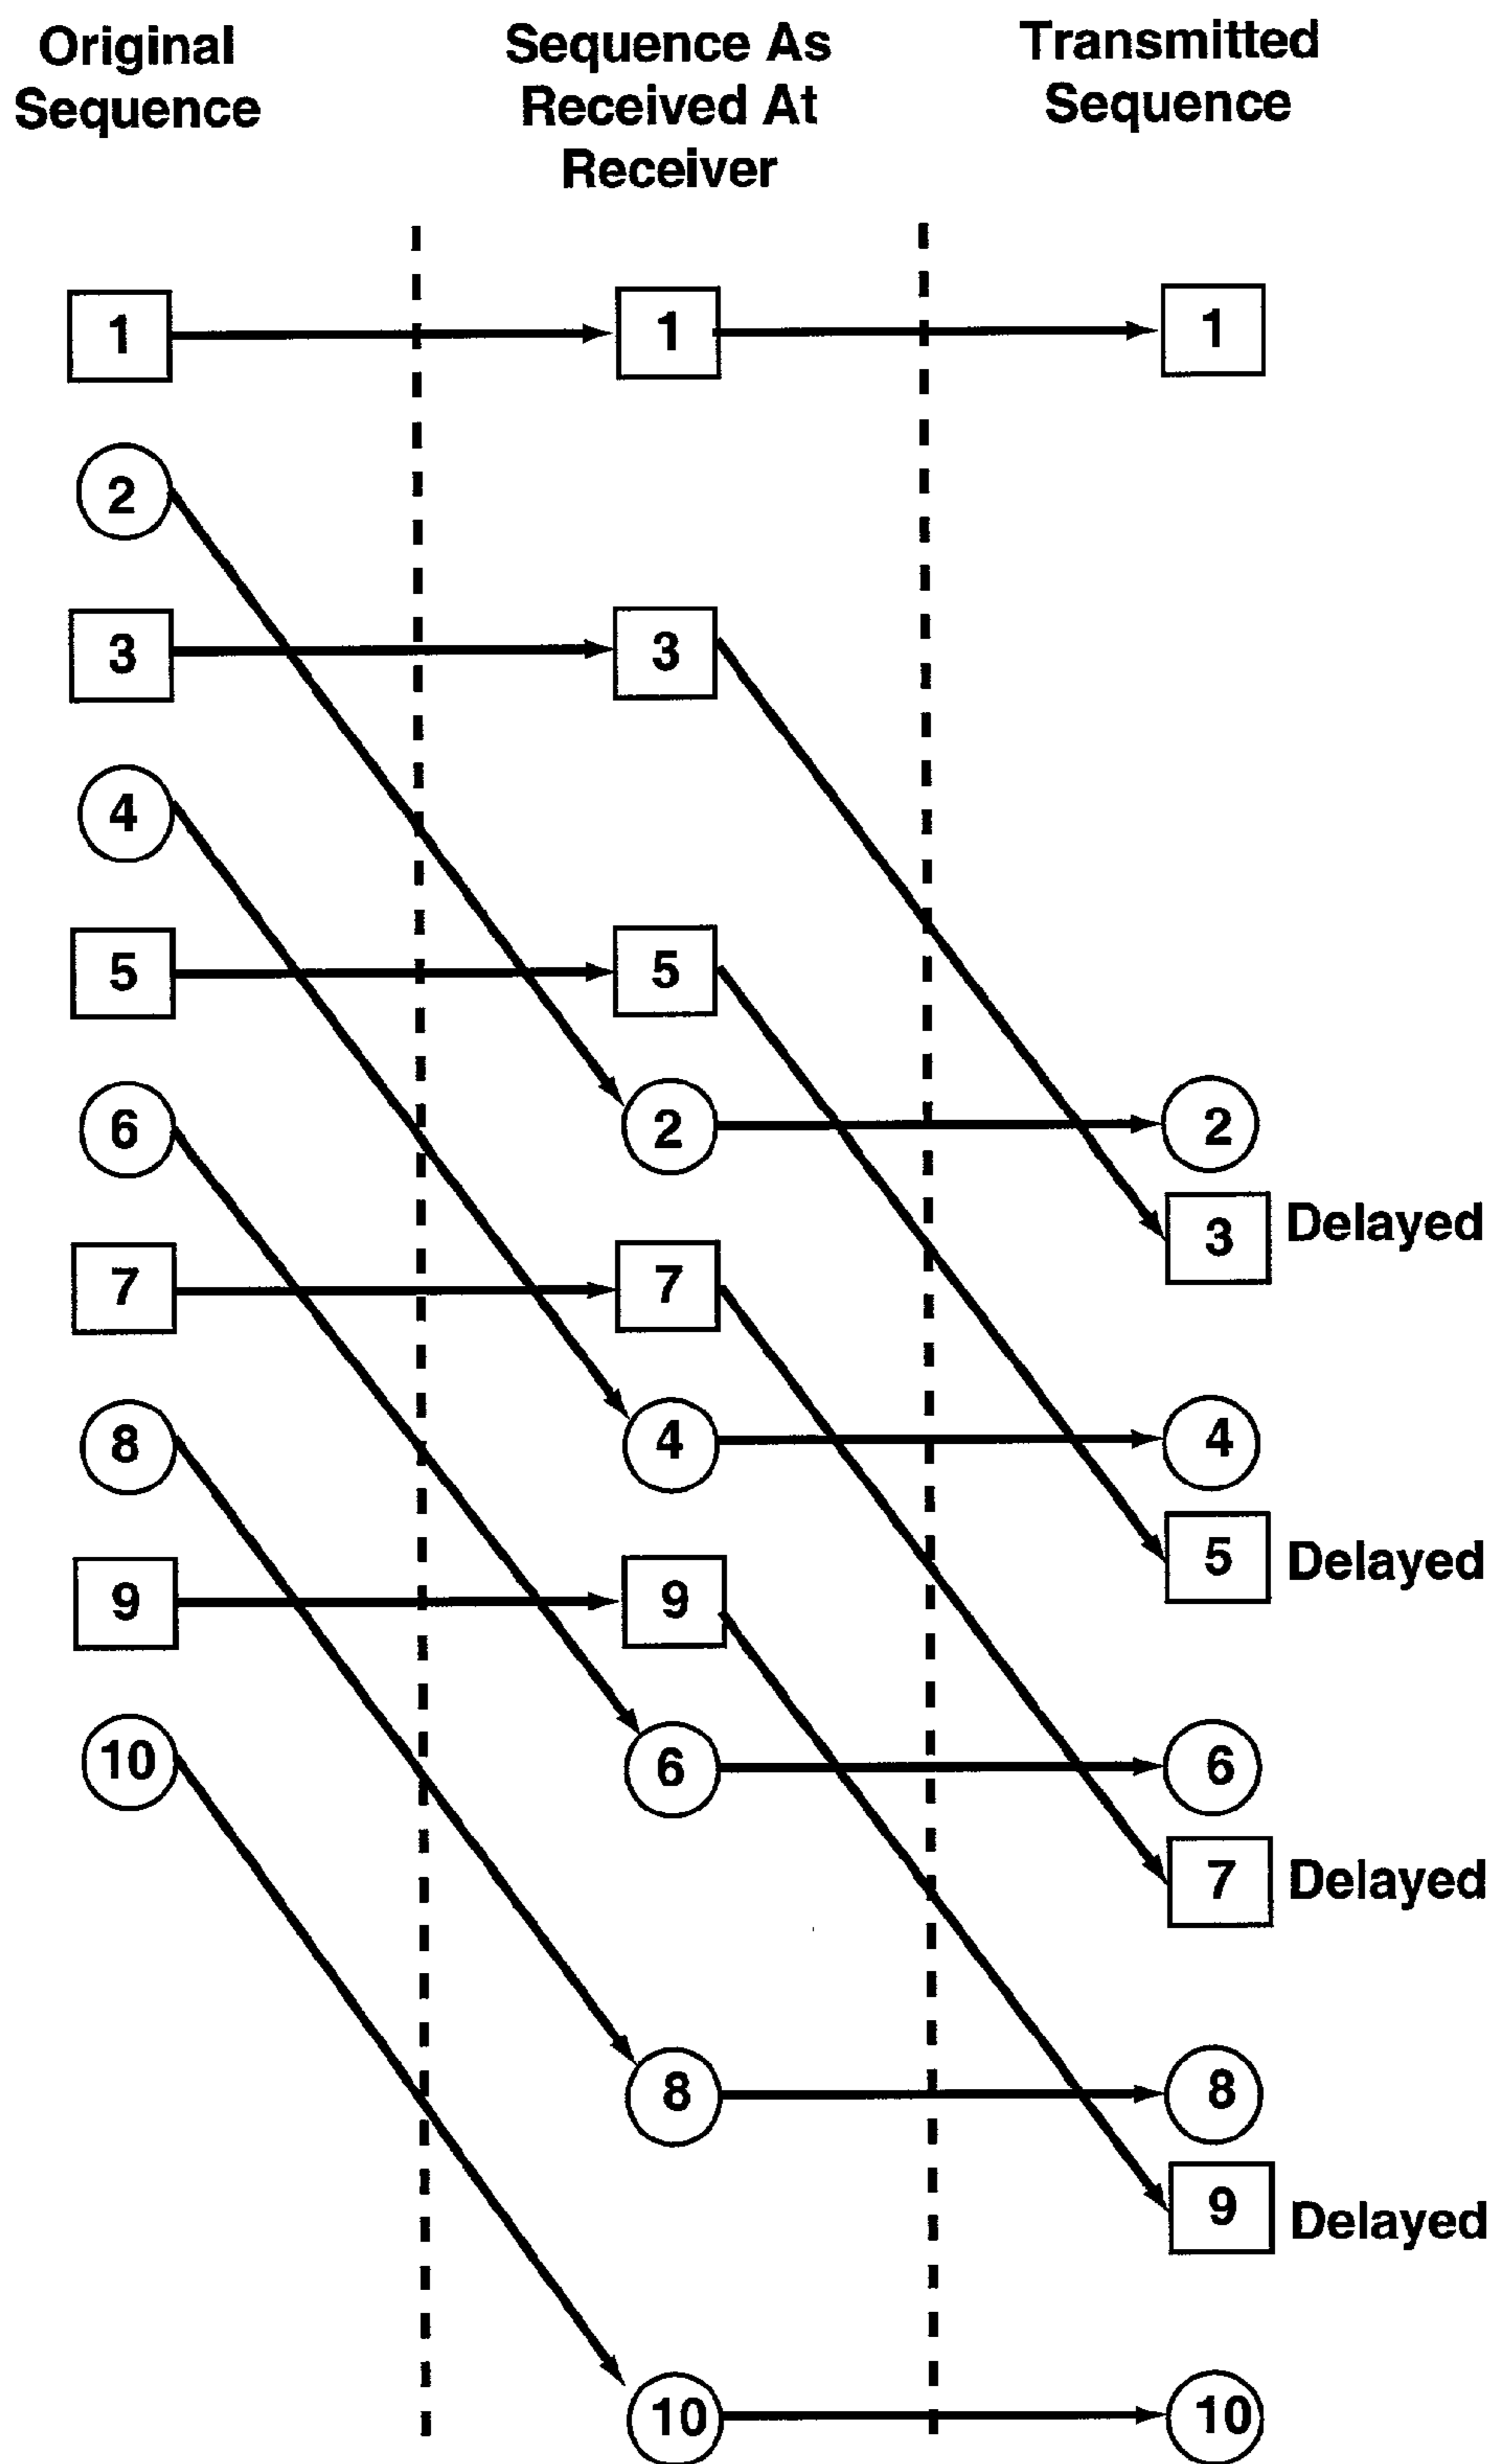 Original
Sequence
Sequence As
Received At
Receiver
Transmitted
Sequence
1
1
1
2
3
3
4
5
5
6
2
2
3 Delayed
7
7
8
4
4
5 Delayed
9
9
10
6
6
7 Delayed
8
8
9 Delayed
10
10